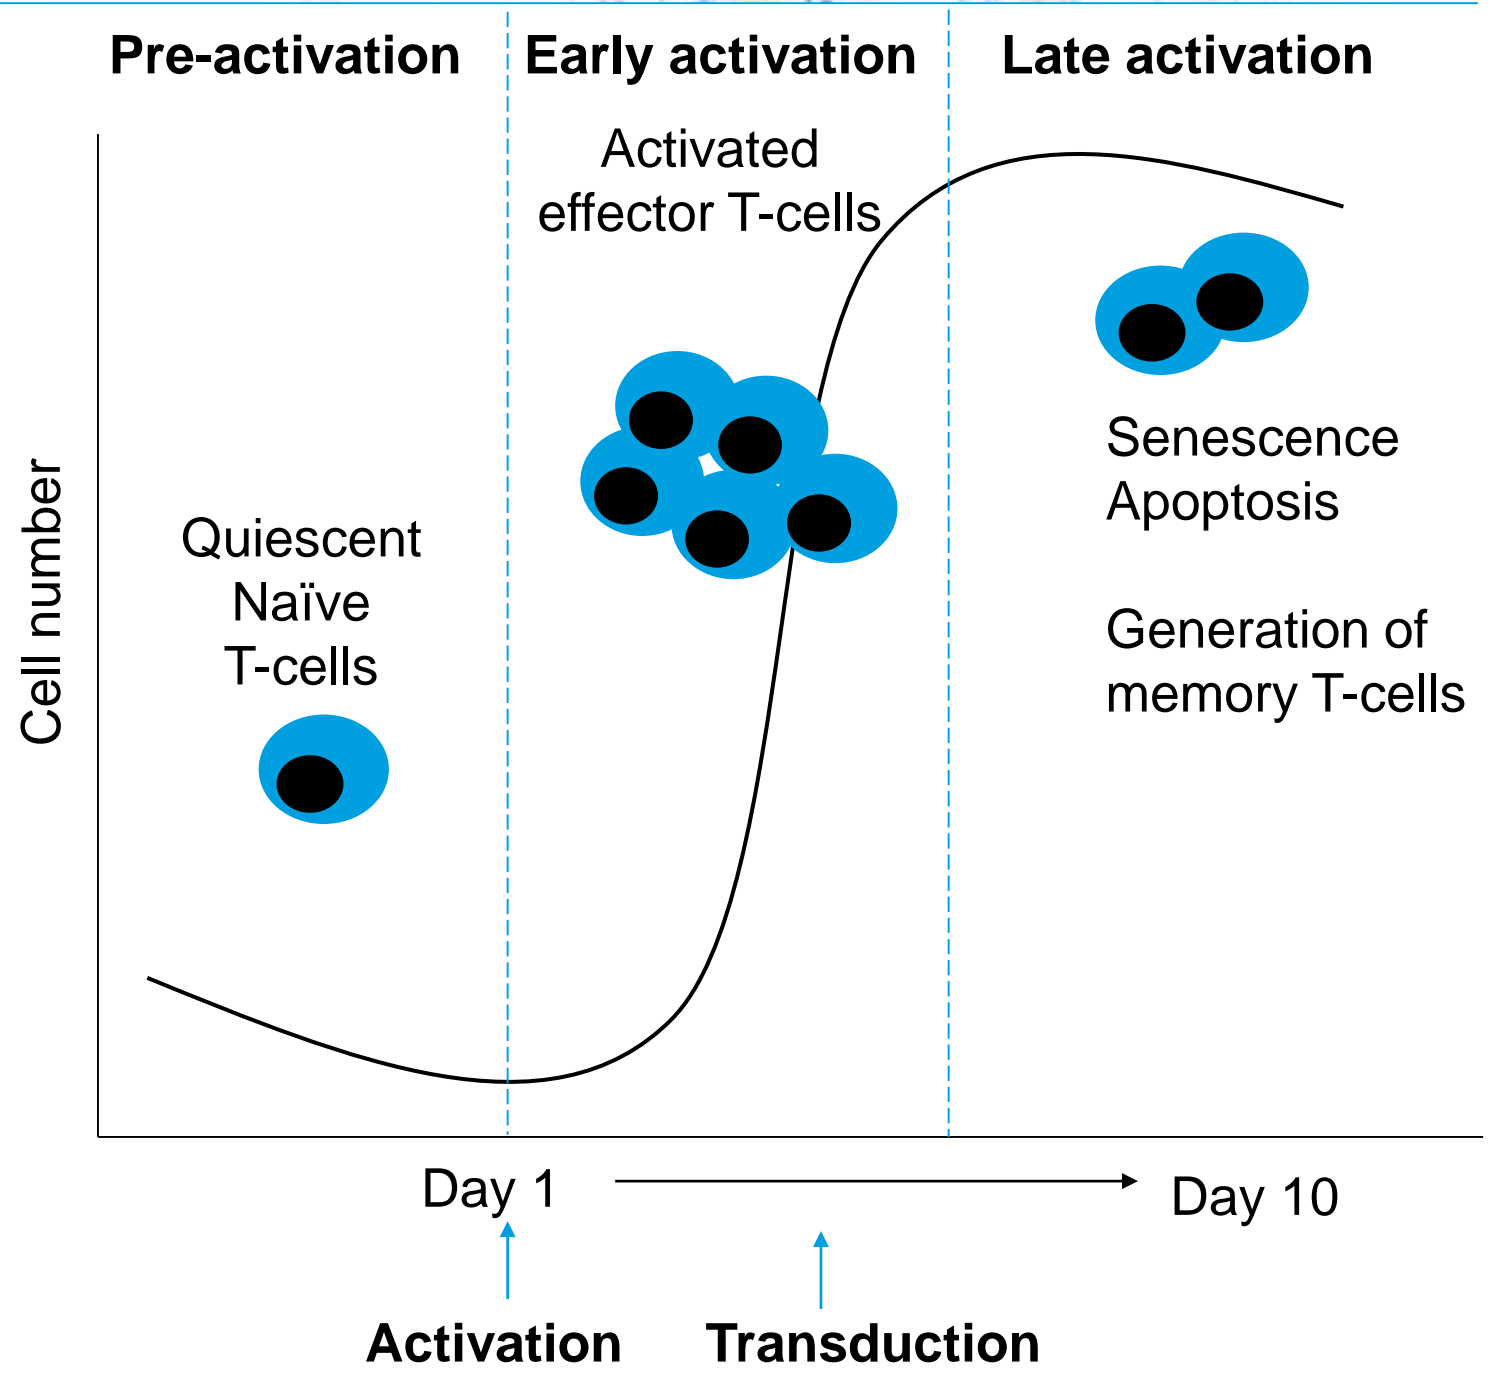 Pre-activation
Early activation
Late activation
Activated
effector T-cells
Quiescent
Naïve
T-cells
Senescence
Apoptosis
Generation of
memory T-cells
Cell number
Day 1
Day 10
Activation
Transduction